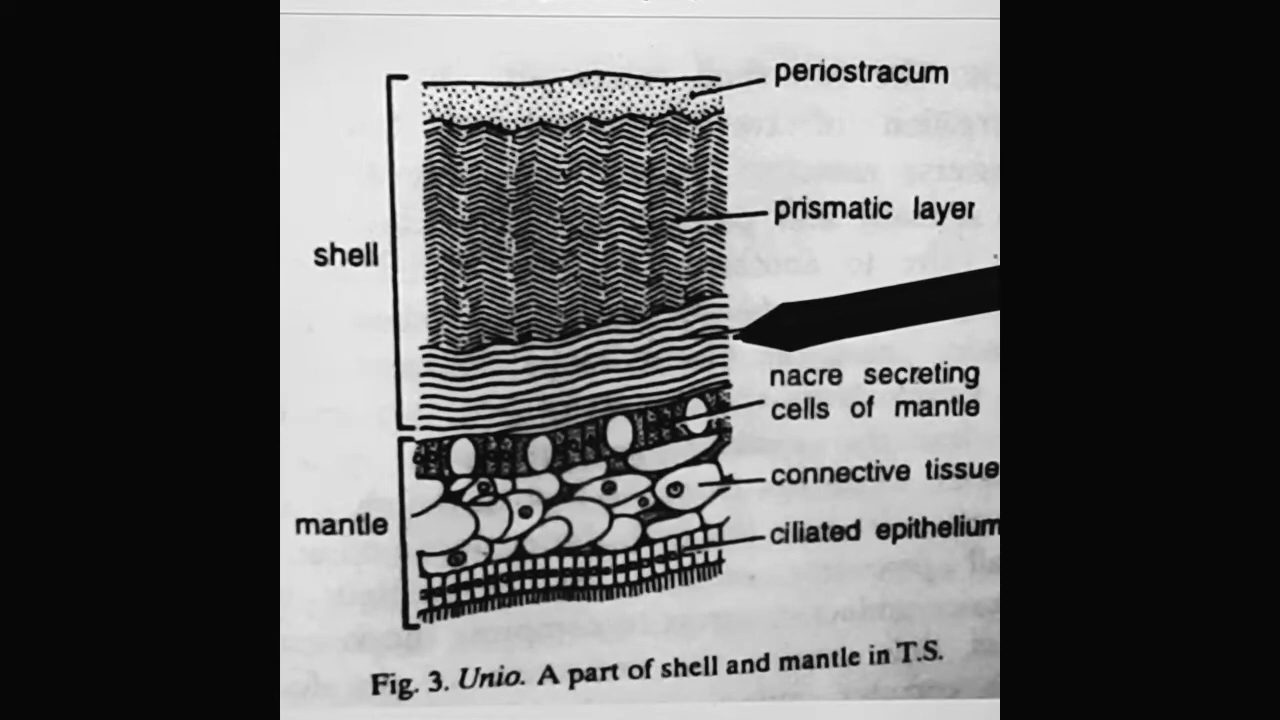 periostracum
prismatic layer
shell
nacre secreting
cells of mantle
connective tissue
mantle
ciliated epithelium
Fig. 3. Unio. A part of shell and mantle in T.S.